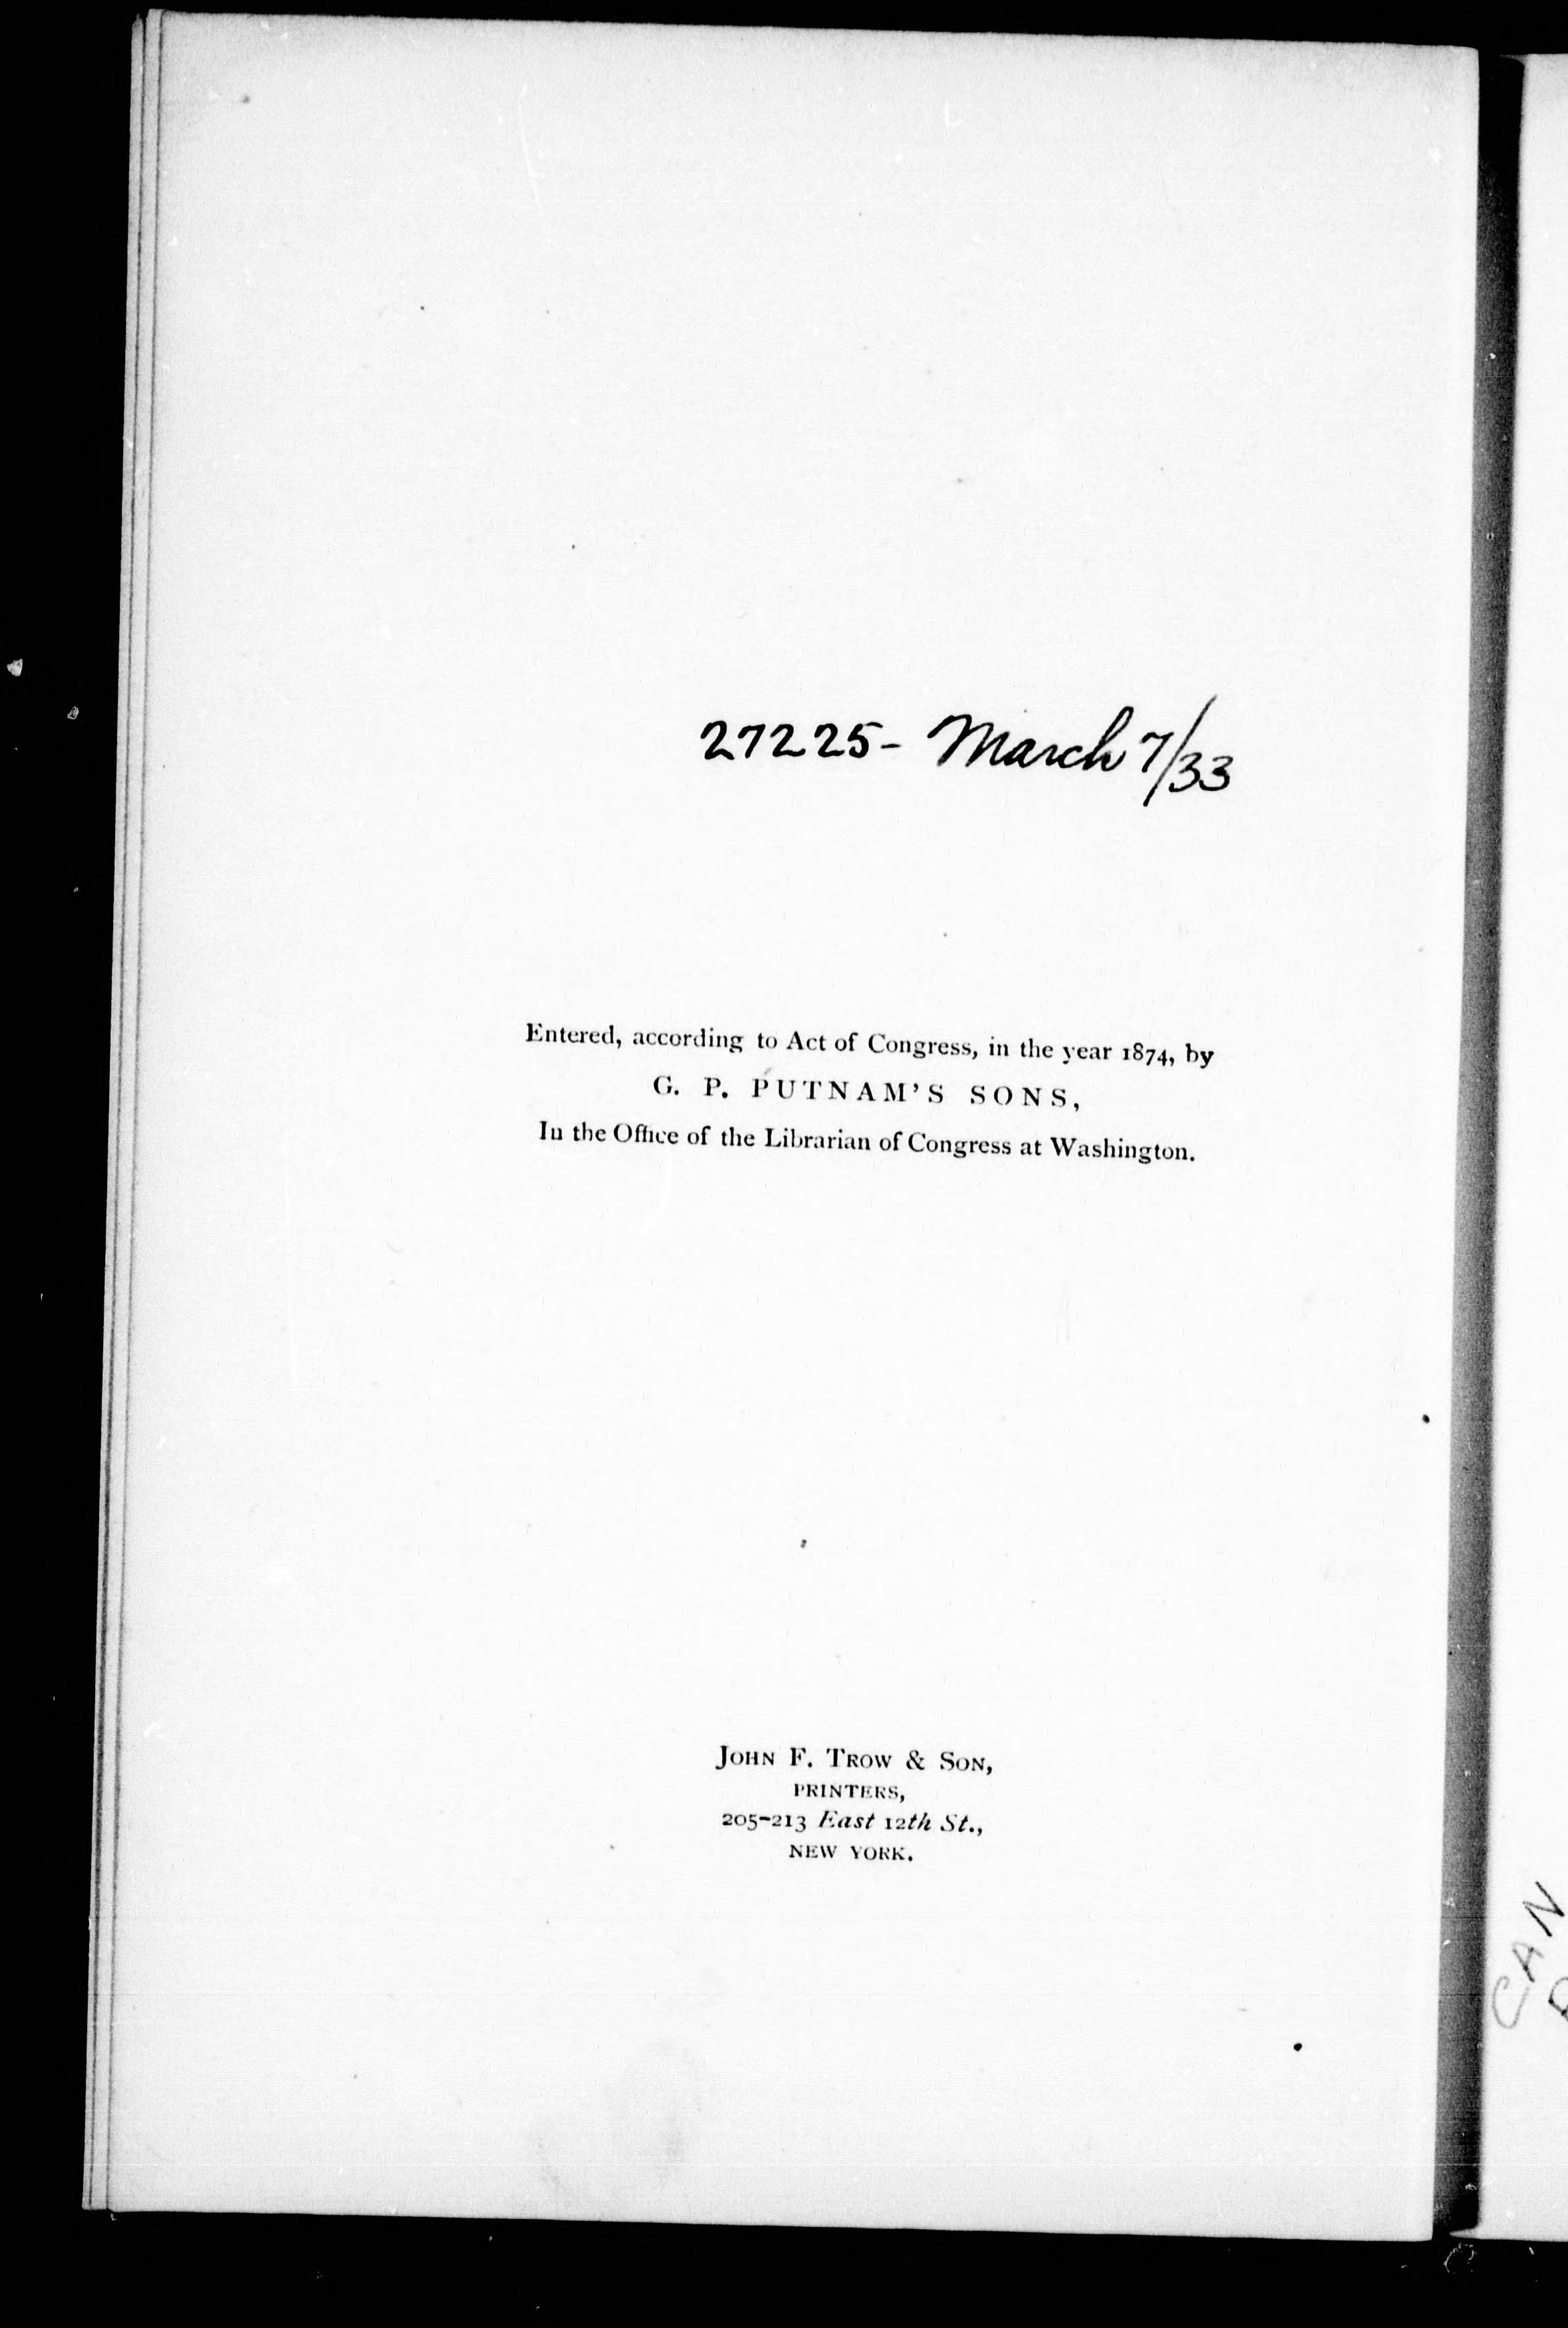 27225- March 7/33
Entered, according to Act of Congress, in the year 1874, by
G. P. PUTNAM'S SONS,
In the Office of the Librarian of Congress at Washington.
JOHN F. TROW & SON,
PRINTERS,
205-213 East 12th St.,
NEW YORK.
CAN